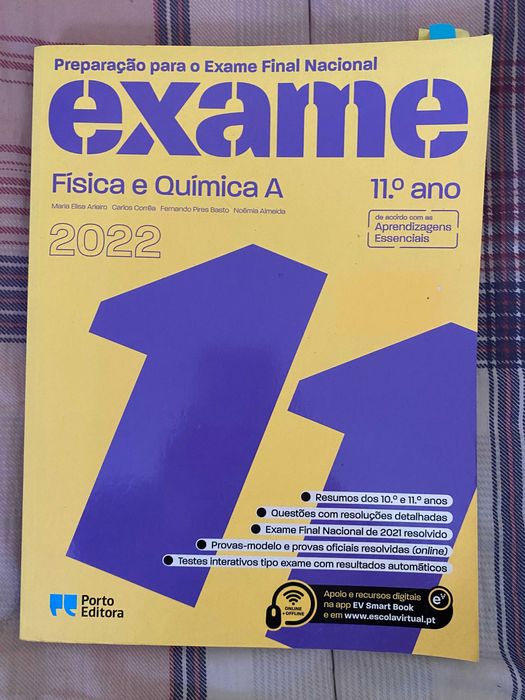 Preparação para o Exame Final Nacional
exame
Física e Química A
11.º ano
Maria Elisa Arieiro Carlos Corrêa Fernando Pires Basto Noémia Almeida
2022
de acordo com as
Aprendizagens
Essenciais
11
Resumos dos 10.º e 11.º anos
Questões com resoluções detalhadas
Exame Final Nacional de 2021 resolvido
Provas-modelo e provas oficiais resolvidas (online)
Testes interativos tipo exame com resultados automáticos
Porto
Editora
ONLINE
+ OFFLINE
Apoio e recursos digitais
na app EV Smart Book
e em www.escolavirtual.pt
eV